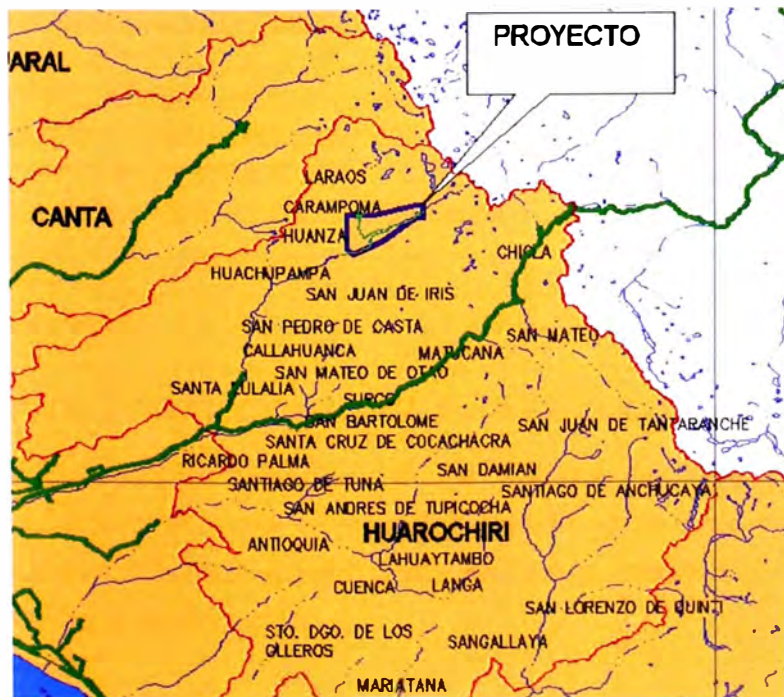 PROYECTO
ARAL
LARAOS
CARAMPOMA
CANTA
HUANZA
CHICLA
HUACHUPAMPA
SAN JUAN DE IRIS
SAN PEDRO DE CASTA
SAN MATEO
CALLAHUANCA
MATUCANA
SAN MATEO DE OTAO
SANTA EULALIA
SURCO
SAN BARTOLOME
SAN JUAN DE TANTARANCHE
SANTA CRUZ DE COCACHACRA
RICARDO PALMA
SAN DAMIAN
SANTIAGO DE TUNA
SANTIAGO DE ANCHUCAYA
SAN ANDRES DE TUPICOCHA
HUAROCHIRI
ANTIOQUIA
LAHUAYTAMBO
CUENCA
LANGA
SAN LORENZO DE QUINTI
STO. DGO. DE LOS
OLLEROS
SANGALLAYA
MARIATANA